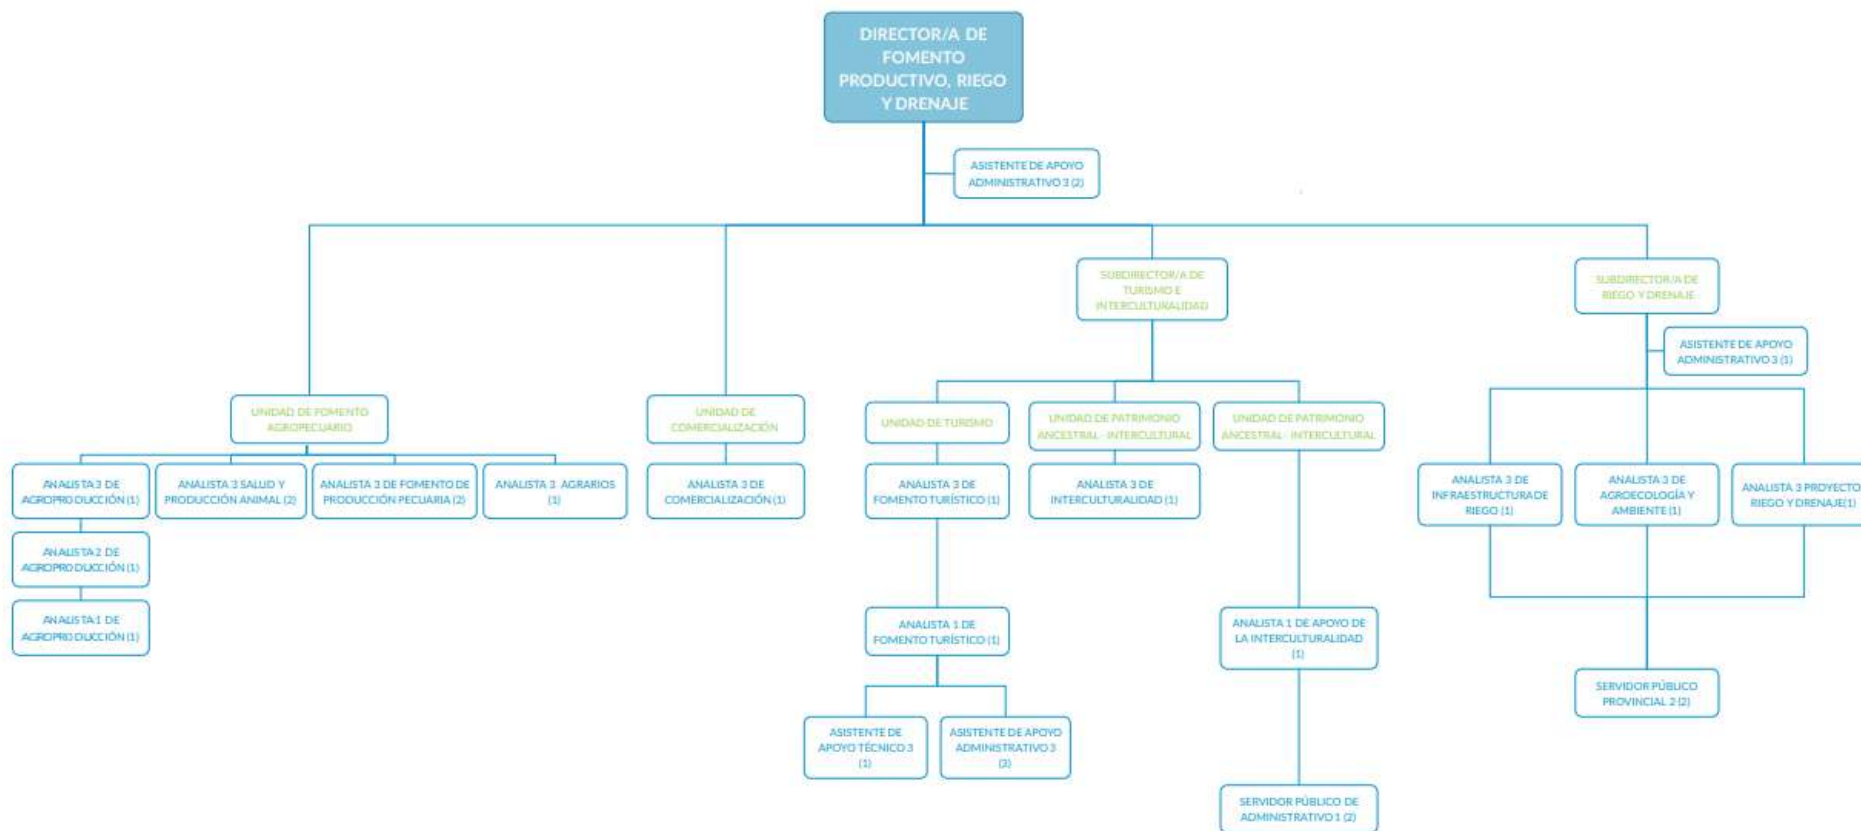 DIRECTOR/A DE
FOMENTO
PRODUCTIVO, RIEGO
Y DRENAJE
ASISTENTE DE APOYO
ADMINISTRATIVO 3 (2)
SUBDIRECTOR/A DE
TURISMO E
INTERCULTURALIDAD
SUBDIRECTOR/A DE
RIEGO Y DRENAJE
ASISTENTE DE APOYO
ADMINISTRATIVO 3 (1)
UNIDAD DE FOMENTO
AGROPECUARIO
UNIDAD DE
COMERCIALIZACIÓN
UNIDAD DE TURISMO
UNIDAD DE PATRIMONIO
ANCESTRAL - INTERCULTURAL
UNIDAD DE PATRIMONIO
ANCESTRAL - INTERCULTURAL
ANALISTA 3 DE
AGROPRODUCCIÓN (1)
ANALISTA 3 SALUD Y
PRODUCCIÓN ANIMAL (2)
ANALISTA 3 DE FOMENTO DE
PRODUCCIÓN PECUARIA (2)
ANALISTA 3 AGRARIOS
(1)
ANALISTA 3 DE
COMERCIALIZACIÓN (1)
ANALISTA 3 DE
FOMENTO TURÍSTICO (1)
ANALISTA 3 DE
INTERCULTURALIDAD (1)
ANALISTA 3 DE
INFRAESTRUCTURA DE
RIEGO (1)
ANALISTA 3 DE
AGROECOLOGÍA Y
AMBIENTE (1)
ANALISTA 3 PROYECTO
RIEGO Y DRENAJE(1)
ANALISTA 2 DE
AGROPRODUCCIÓN (1)
ANALISTA 1 DE
AGROPRODUCCIÓN (1)
ANALISTA 1 DE
FOMENTO TURÍSTICO (1)
ANALISTA 1 DE APOYO DE
LA INTERCULTURALIDAD
(1)
SERVIDOR PÚBLICO
PROVINCIAL 2 (2)
ASISTENTE DE
APOYO TÉCNICO 3
(1)
ASISTENTE DE APOYO
ADMINISTRATIVO 3
(3)
SERVIDOR PÚBLICO DE
ADMINISTRATIVO 1 (2)